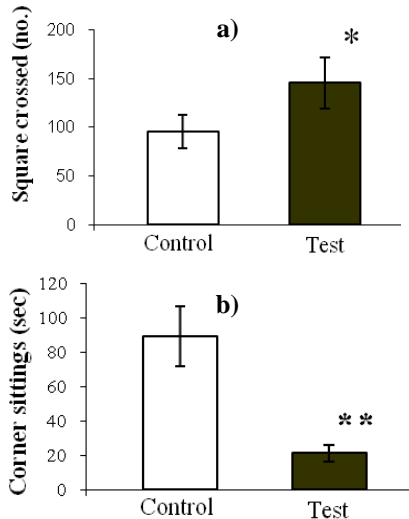 Square crossed (no.)
a)
200
150
100
50
0
*
Control Test
Corner sittings (sec)
b)
120
100
80
60
40
20
0
**
Control Test